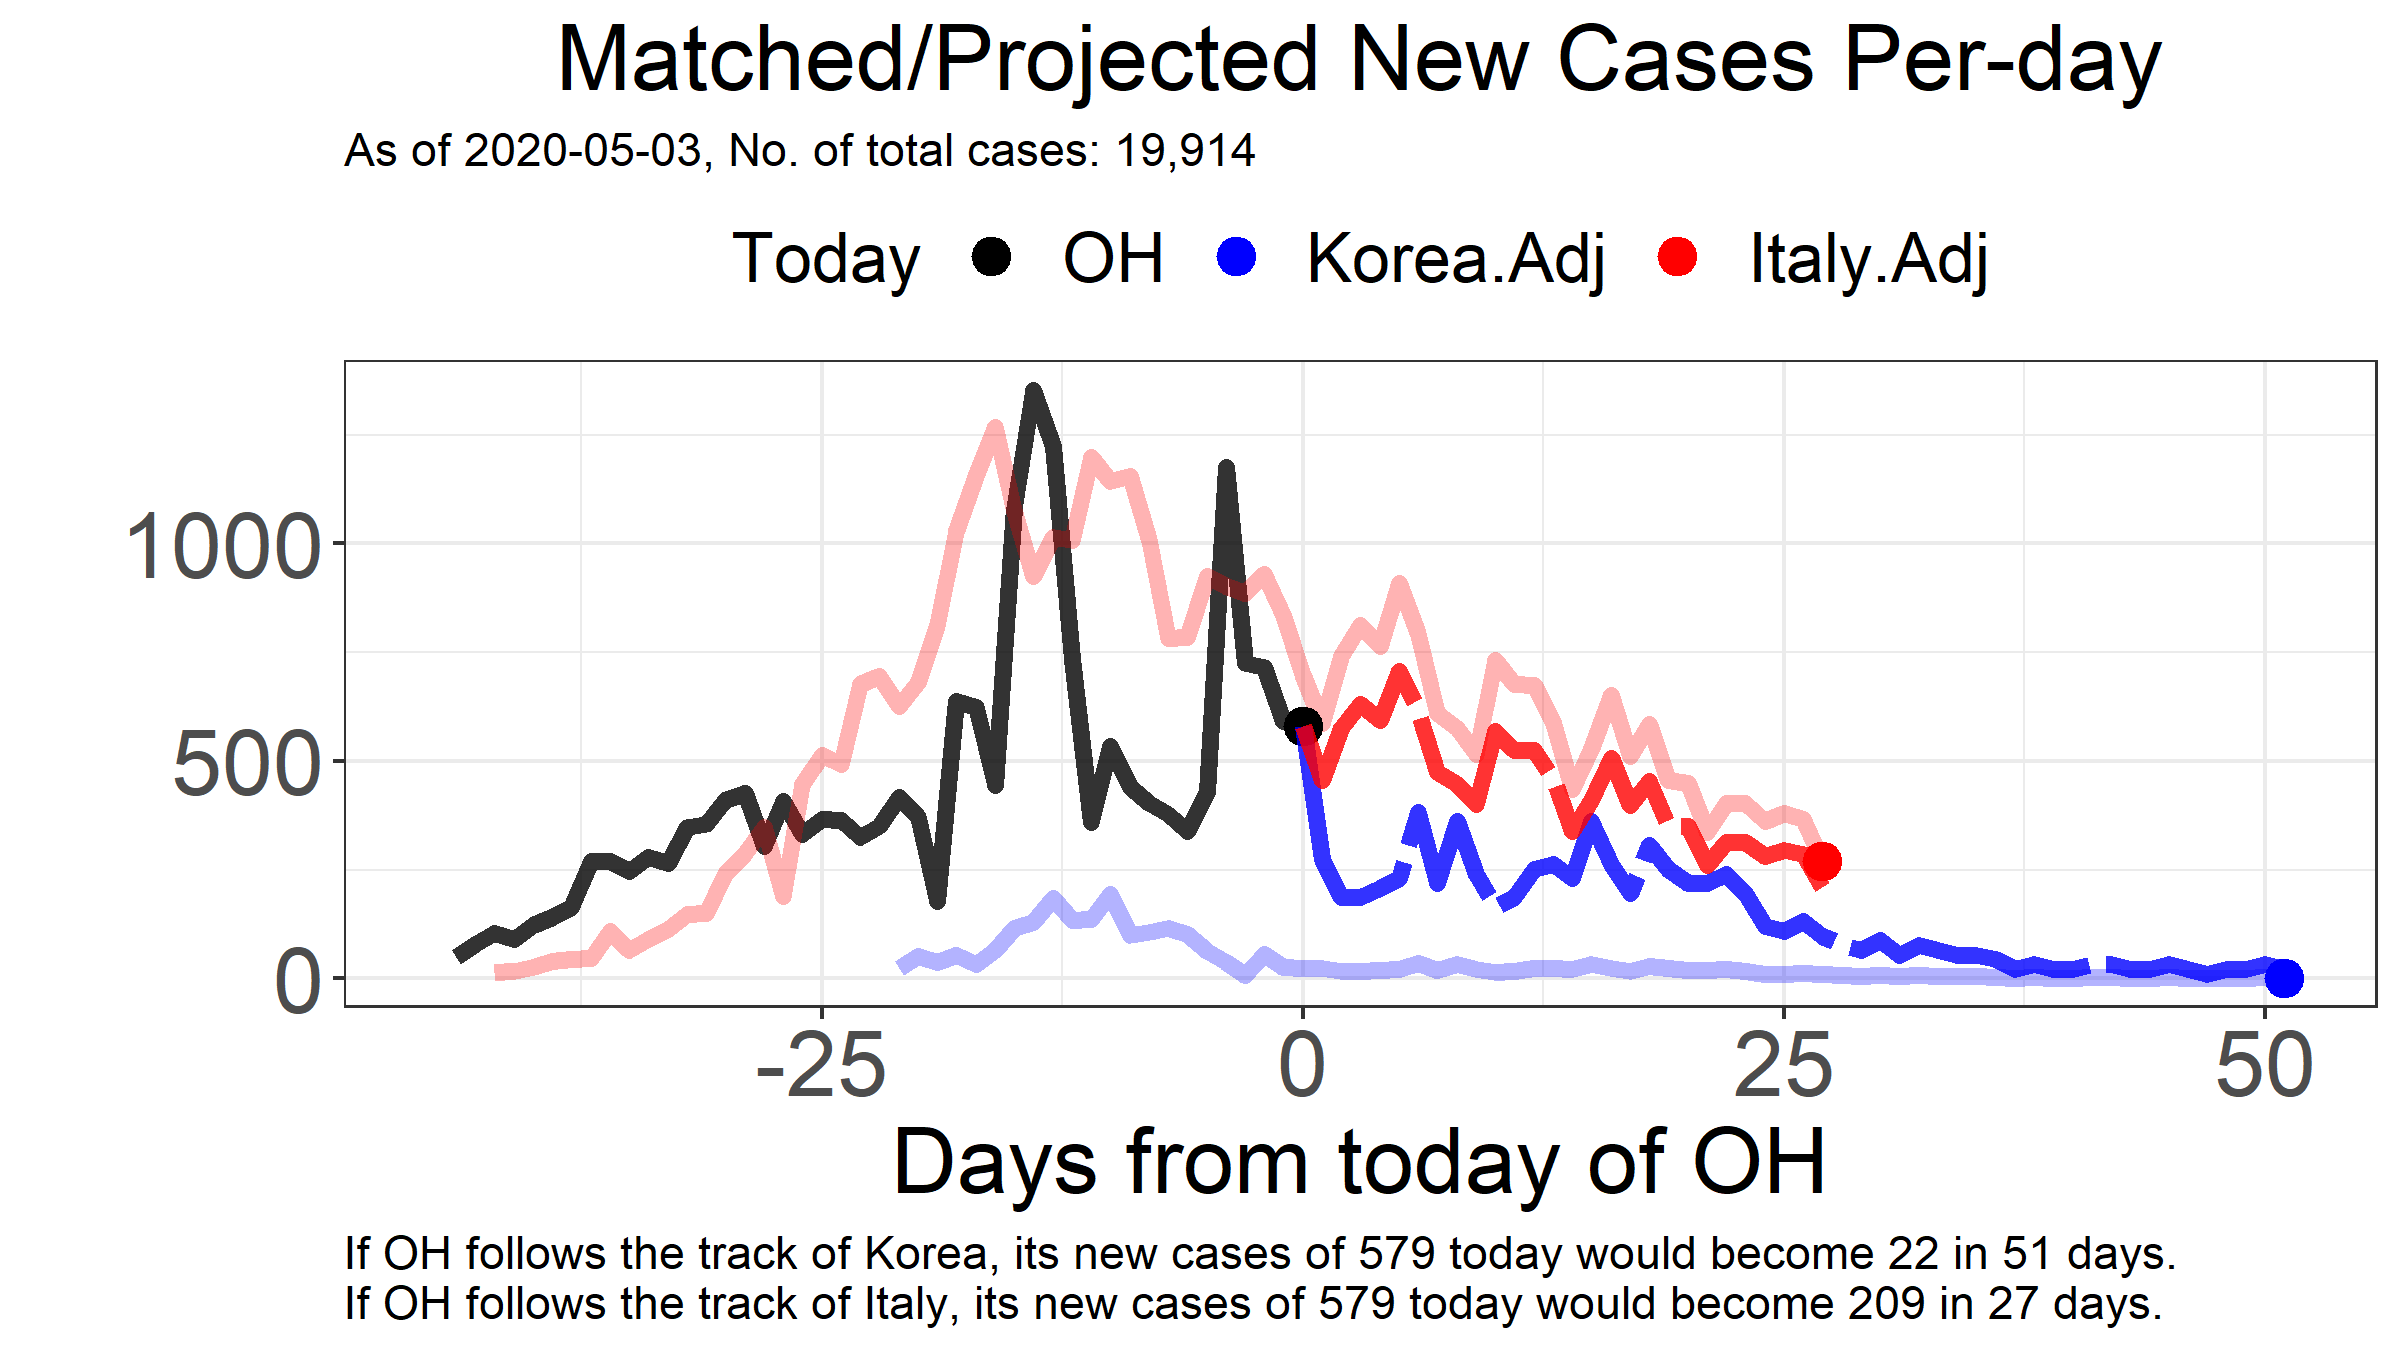 Matched/Projected New Cases Per-day
As of 2020-05-03, No. of total cases: 19,914
Today OH Korea.Adj Italy.Adj
1000
500
0
-25 0 25 50
Days from today of OH
If OH follows the track of Korea, its new cases of 579 today would become 22 in 51 days.
If OH follows the track of Italy, its new cases of 579 today would become 209 in 27 days.